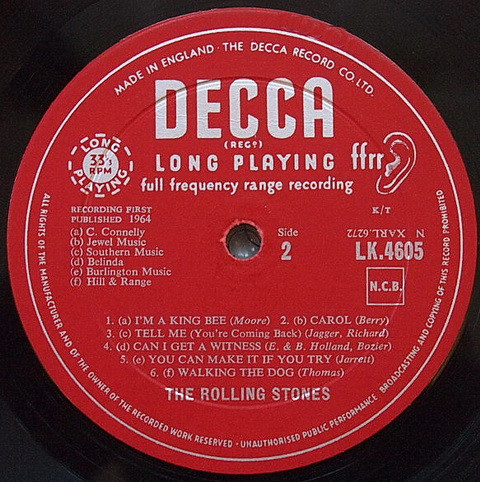 MADE IN ENGLAND · THE DECCA RECORD CO. LTD.
DECCA
(REGD)
LONG PLAYING
ffrr
full frequency range recording
LONG
33⅓
RPM
PLAYING
RECORDING FIRST
PUBLISHED 1964
K/T
(a) C. Connelly
(b) Jewel Music
(c) Southern Music
(d) Belinda
(e) Burlington Music
(f) Hill & Range
Side
2
N XARL.6272
LK.4605
N.C.B.
1. (a) I'M A KING BEE (Moore) 2. (b) CAROL (Berry)
3. (c) TELL ME (You're Coming Back) (Jagger, Richard)
4. (d) CAN I GET A WITNESS (E. & B. Holland, Bozier)
5. (e) YOU CAN MAKE IT IF YOU TRY (Jarrett)
6. (f) WALKING THE DOG (Thomas)
THE ROLLING STONES
ALL RIGHTS OF THE MANUFACTURER AND OF THE OWNER OF THE RECORDED WORK RESERVED · UNAUTHORISED PUBLIC PERFORMANCE BROADCASTING AND COPYING OF THIS RECORD PROHIBITED